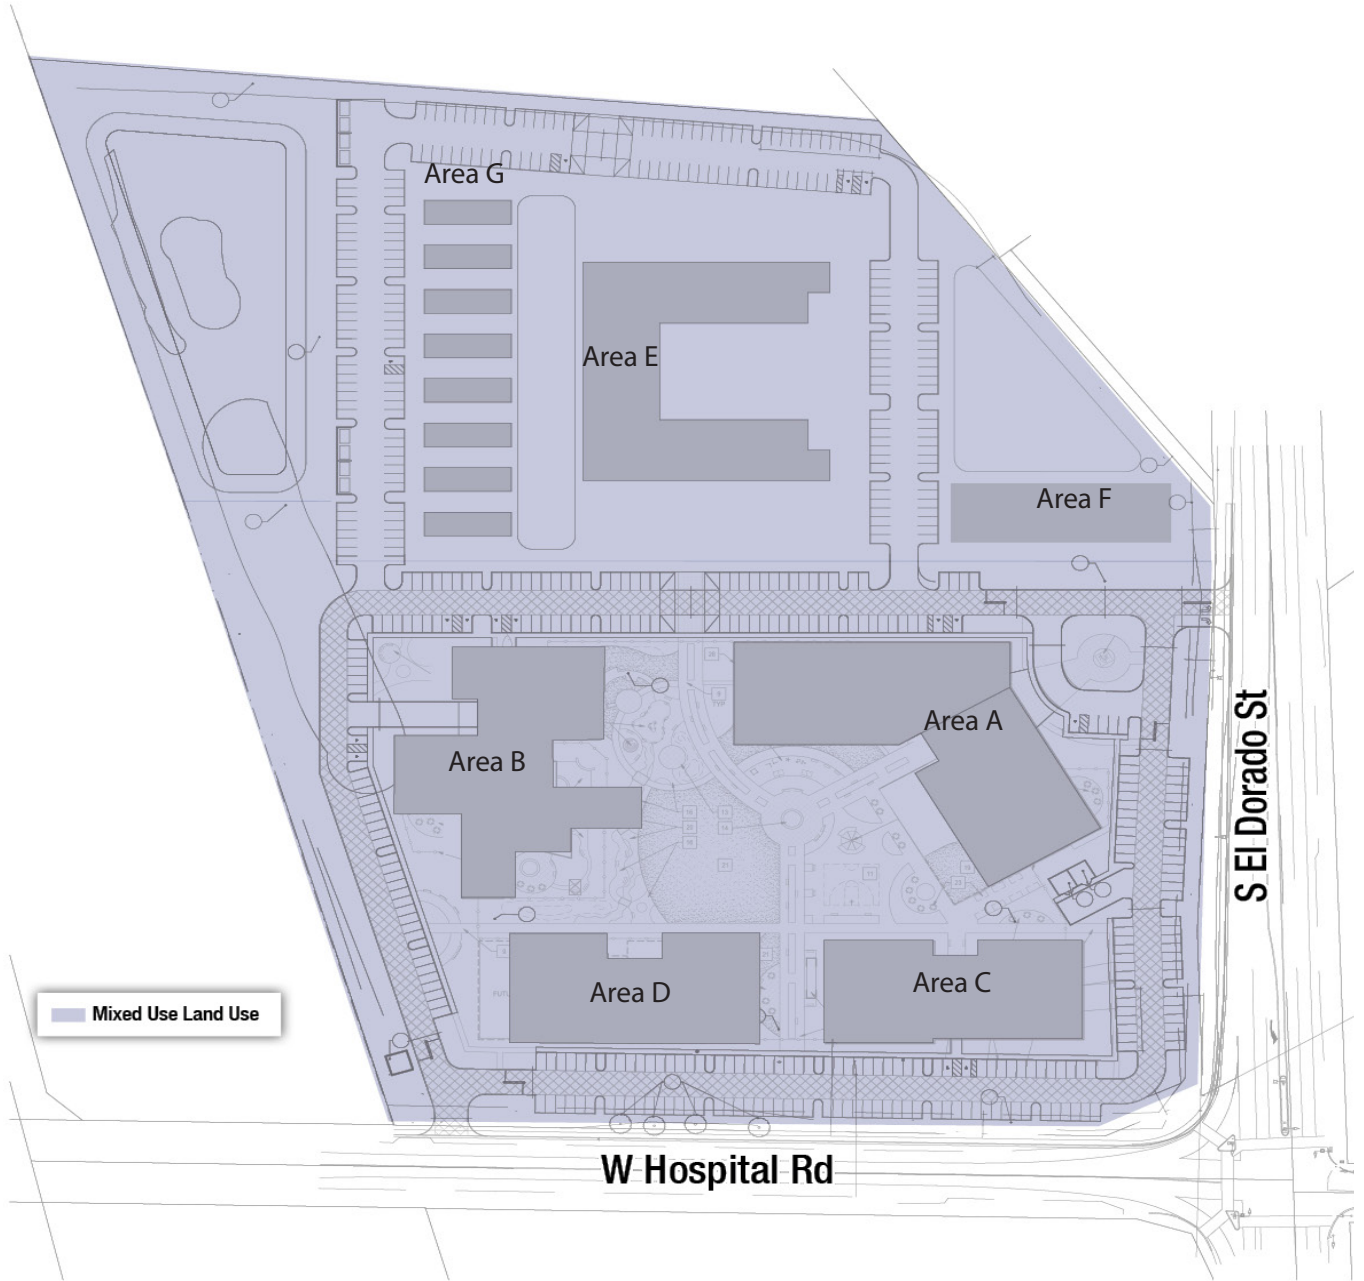 Area G
Area E
Area F
Area A
Area B
Area D
Area C
S El Dorado St
Mixed Use Land Use
W Hospital Rd